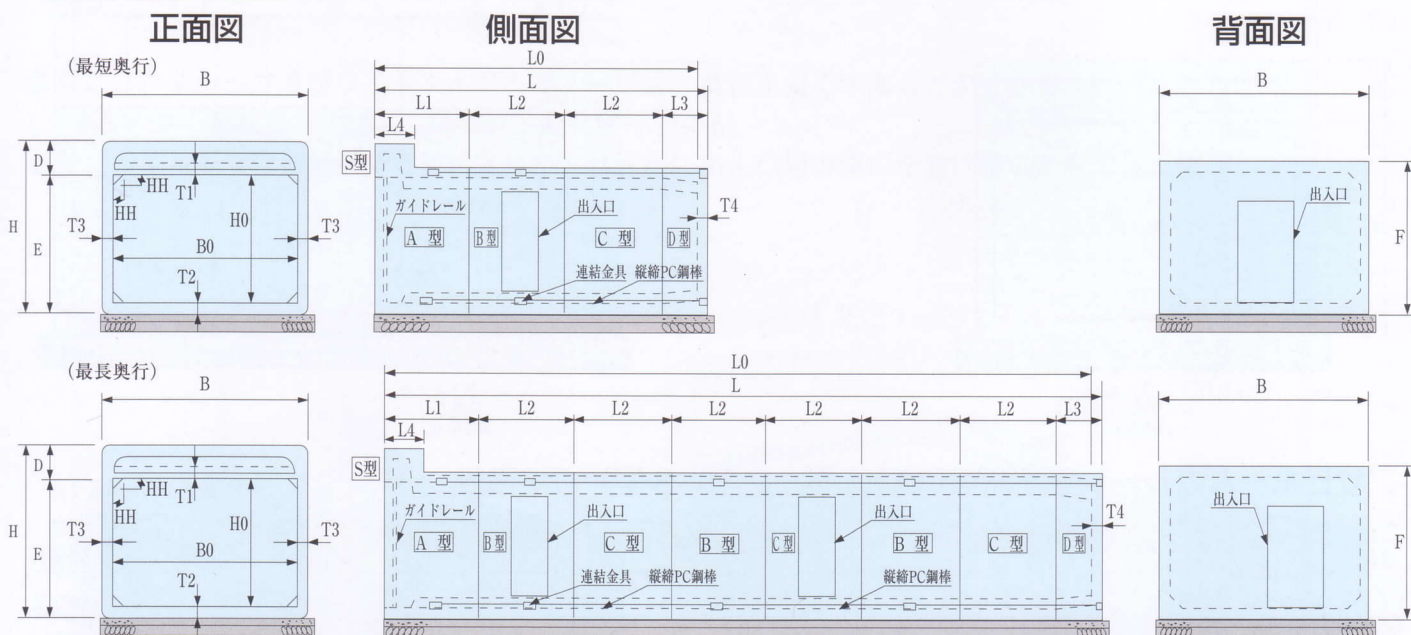 正面図
側面図
背面図
(最短奥行)
B
D
H
E
HH
HH
T1
T3
T3
H0
B0
T2
L0
L
L1
L2
L2
L3
L4
S型
ガイドレール
出入口
T4
A 型
B型
C 型
D型
連結金具
縦締PC鋼棒
B
出入口
F
(最長奥行)
B
D
H
E
HH
HH
T1
T3
T3
H0
B0
T2
L0
L
L1
L2
L2
L2
L2
L2
L2
L3
L4
S型
ガイドレール
出入口
出入口
T4
A 型
B型
C 型
B 型
C型
B 型
C 型
D型
連結金具
縦締PC鋼棒
縦締PC鋼棒
B
出入口
F